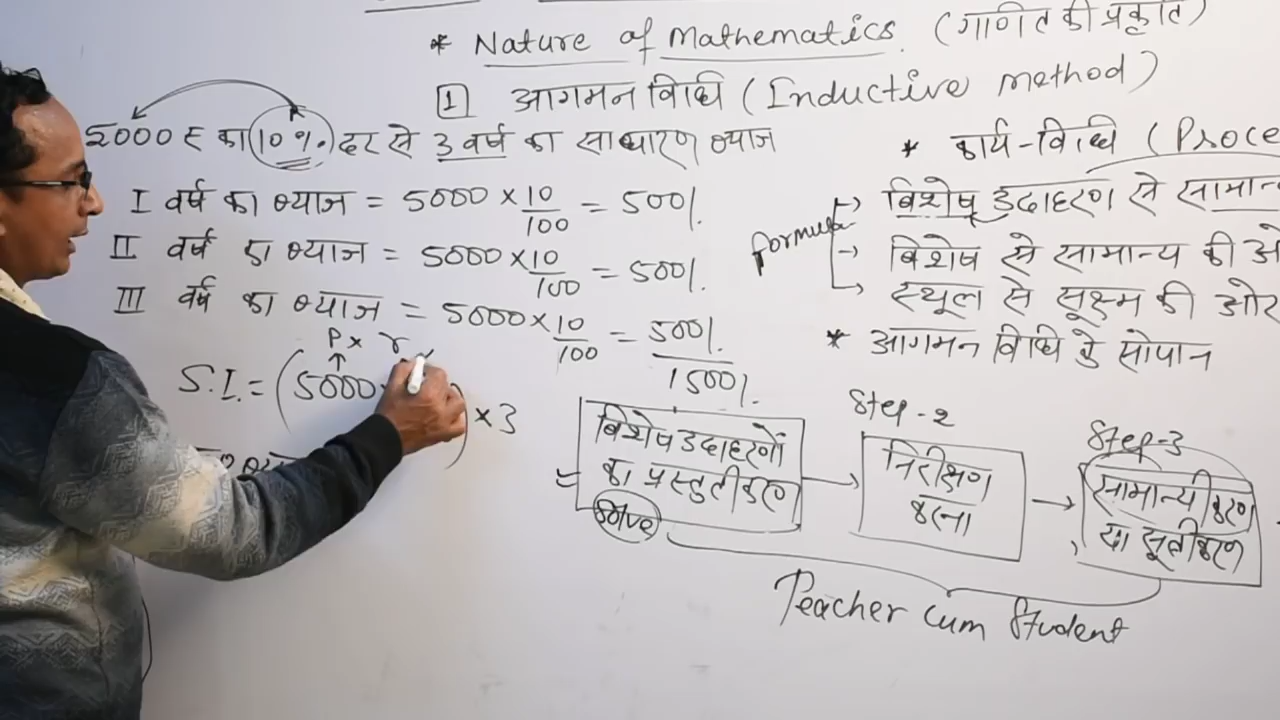 * Nature of Mathematics. (गणित की प्रकृति)
1 आगमन विधि (Inductive method)
5000 ₹ का 10%. दर से 3 वर्ष का साधारण ब्याज
I वर्ष का ब्याज = 5000 × 10/100 = 500/.
II वर्ष का ब्याज = 5000 × 10/100 = 500/.
III वर्ष का ब्याज = 5000 × 10/100 = 500/.
1500/.
P × r
S.I. = (5000 ) × 3
* कार्य-विधि (Proce
formula
→ विशेष उदाहरण से सामान्
→ विशेष से सामान्य की ओ
→ स्थूल से सूक्ष्म की ओर
* आगमन विधि के सोपान
विशेष उदाहरणों
का प्रस्तुतीकरण
Solve
Step-2
निरीक्षण
करना
Step-3
सामान्यीकरण
या सूत्रीकरण
Teacher cum Student